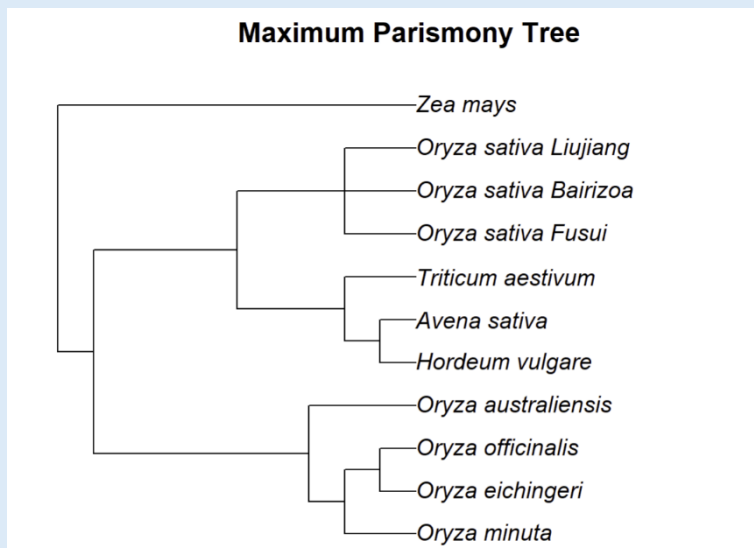 Maximum Parismony Tree
Zea mays
Oryza sativa Liujiang
Oryza sativa Bairizoa
Oryza sativa Fusui
Triticum aestivum
Avena sativa
Hordeum vulgare
Oryza australiensis
Oryza officinalis
Oryza eichingeri
Oryza minuta